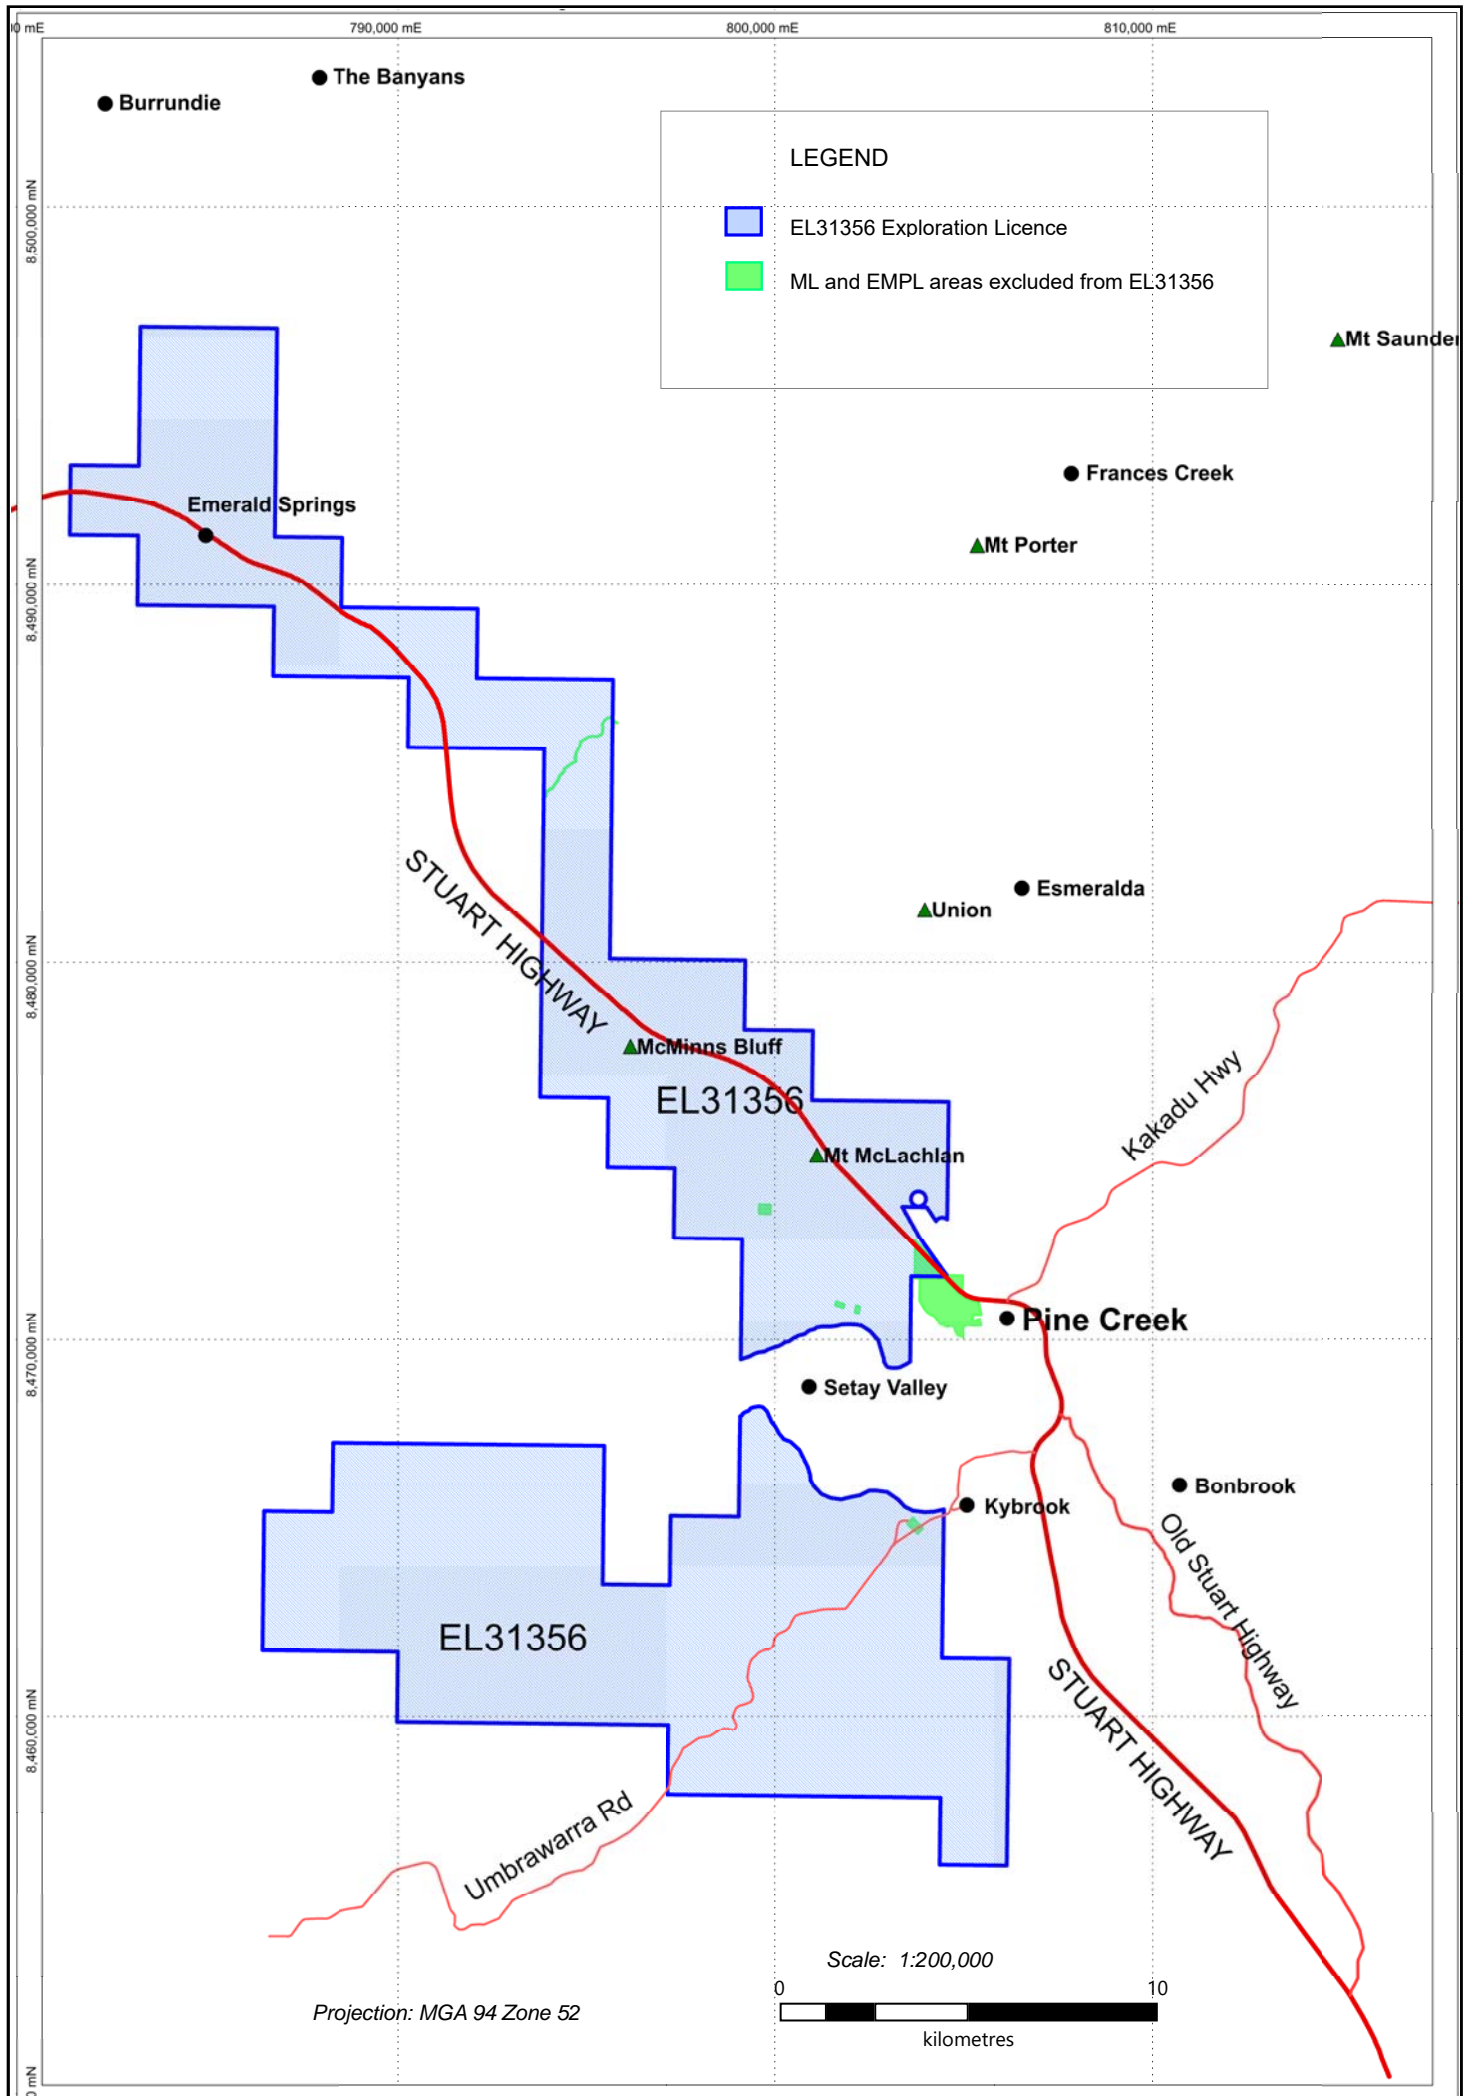 0 mE
790,000 mE
800,000 mE
810,000 mE
The Banyans
Burrundie
LEGEND
8,500,000 mN
EL31356 Exploration Licence
ML and EMPL areas excluded from EL31356
Mt Saunder
Frances Creek
Emerald Springs
Mt Porter
8,490,000 mN
STUART HIGHWAY
Esmeralda
Union
8,480,000 mN
McMinns Bluff
EL31356
Kakadu Hwy
Mt McLachlan
Pine Creek
8,470,000 mN
Setay Valley
Bonbrook
Kybrook
Old Stuart Highway
EL31356
STUART HIGHWAY
8,460,000 mN
Umbrawarra Rd
Scale: 1:200,000
0
10
Projection: MGA 94 Zone 52
kilometres
0 mN